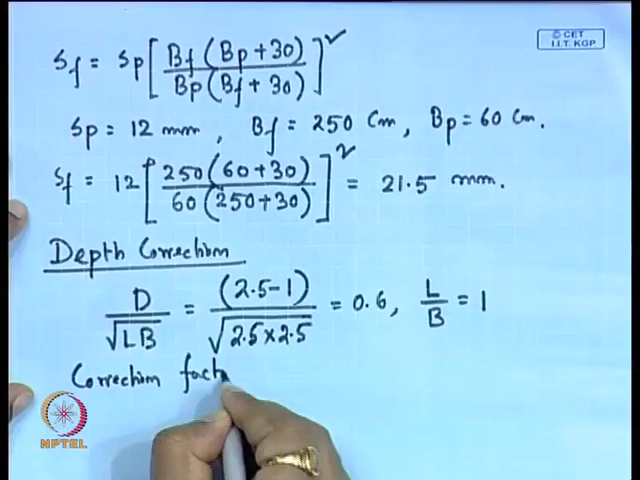 © CET
I.I.T. KGP
Sf = Sp [ Bf (Bp + 30) / Bp (Bf + 30) ]²
Sp = 12 mm, Bf = 250 Cm, Bp = 60 Cm.
Sf = 12 [ 250 (60 + 30) / 60 (250 + 30) ]² = 21.5 mm.
Depth Correction
D / √LB = (2.5 - 1) / √2.5 × 2.5 = 0.6, L / B = 1
Correction fact
NPTEL